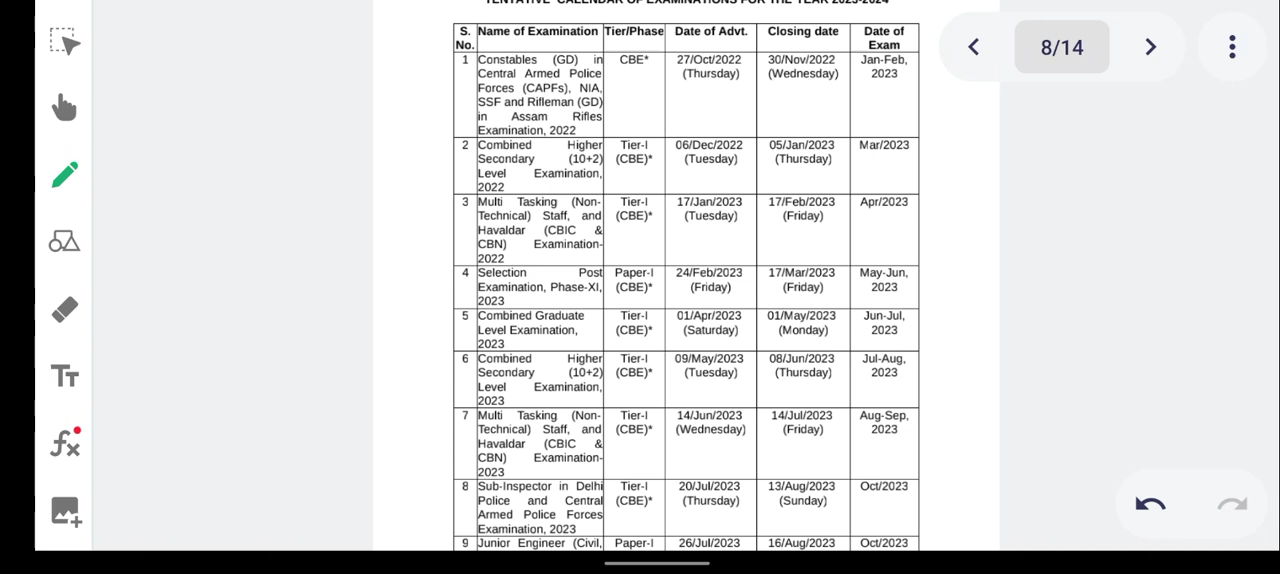 TENTATIVE CALENDAR OF EXAMINATIONS FOR THE YEAR 2023-2024
8/14
S. No. Name of Examination Tier/Phase Date of Advt. Closing date Date of Exam
1 Constables (GD) in Central Armed Police Forces (CAPFs), NIA, SSF and Rifleman (GD) in Assam Rifles Examination, 2022 CBE* 27/Oct/2022 (Thursday) 30/Nov/2022 (Wednesday) Jan-Feb, 2023
2 Combined Higher Secondary (10+2) Level Examination, 2022 Tier-I (CBE)* 06/Dec/2022 (Tuesday) 05/Jan/2023 (Thursday) Mar/2023
3 Multi Tasking (Non-Technical) Staff, and Havaldar (CBIC & CBN) Examination-2022 Tier-I (CBE)* 17/Jan/2023 (Tuesday) 17/Feb/2023 (Friday) Apr/2023
4 Selection Post Examination, Phase-XI, 2023 Paper-I (CBE)* 24/Feb/2023 (Friday) 17/Mar/2023 (Friday) May-Jun, 2023
5 Combined Graduate Level Examination, 2023 Tier-I (CBE)* 01/Apr/2023 (Saturday) 01/May/2023 (Monday) Jun-Jul, 2023
6 Combined Higher Secondary (10+2) Level Examination, 2023 Tier-I (CBE)* 09/May/2023 (Tuesday) 08/Jun/2023 (Thursday) Jul-Aug, 2023
7 Multi Tasking (Non-Technical) Staff, and Havaldar (CBIC & CBN) Examination-2023 Tier-I (CBE)* 14/Jun/2023 (Wednesday) 14/Jul/2023 (Friday) Aug-Sep, 2023
8 Sub-Inspector in Delhi Police and Central Armed Police Forces Examination, 2023 Tier-I (CBE)* 20/Jul/2023 (Thursday) 13/Aug/2023 (Sunday) Oct/2023
9 Junior Engineer (Civil, Paper-I 26/Jul/2023 16/Aug/2023 Oct/2023
Tт
fx